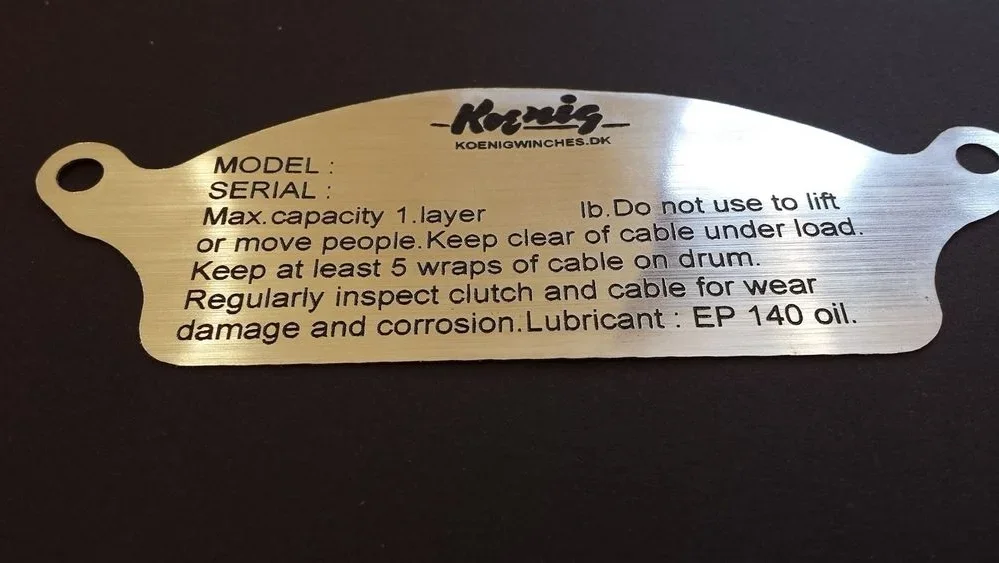 Koenig
KOENIGWINCHES.DK
MODEL :
SERIAL :
Max.capacity 1.layer lb.Do not use to lift
or move people.Keep clear of cable under load.
Keep at least 5 wraps of cable on drum.
Regularly inspect clutch and cable for wear
damage and corrosion.Lubricant : EP 140 oil.